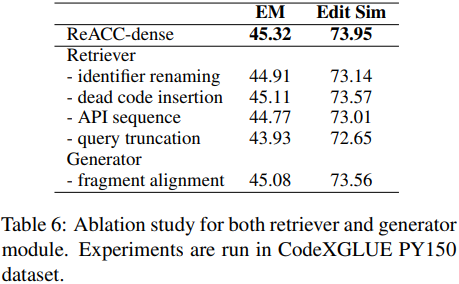 EM Edit Sim
ReACC-dense 45.32 73.95
Retriever
- identifier renaming 44.91 73.14
- dead code insertion 45.11 73.57
- API sequence 44.77 73.01
- query truncation 43.93 72.65
Generator
- fragment alignment 45.08 73.56
Table 6: Ablation study for both retriever and generator
module. Experiments are run in CodeXGLUE PY150
dataset.